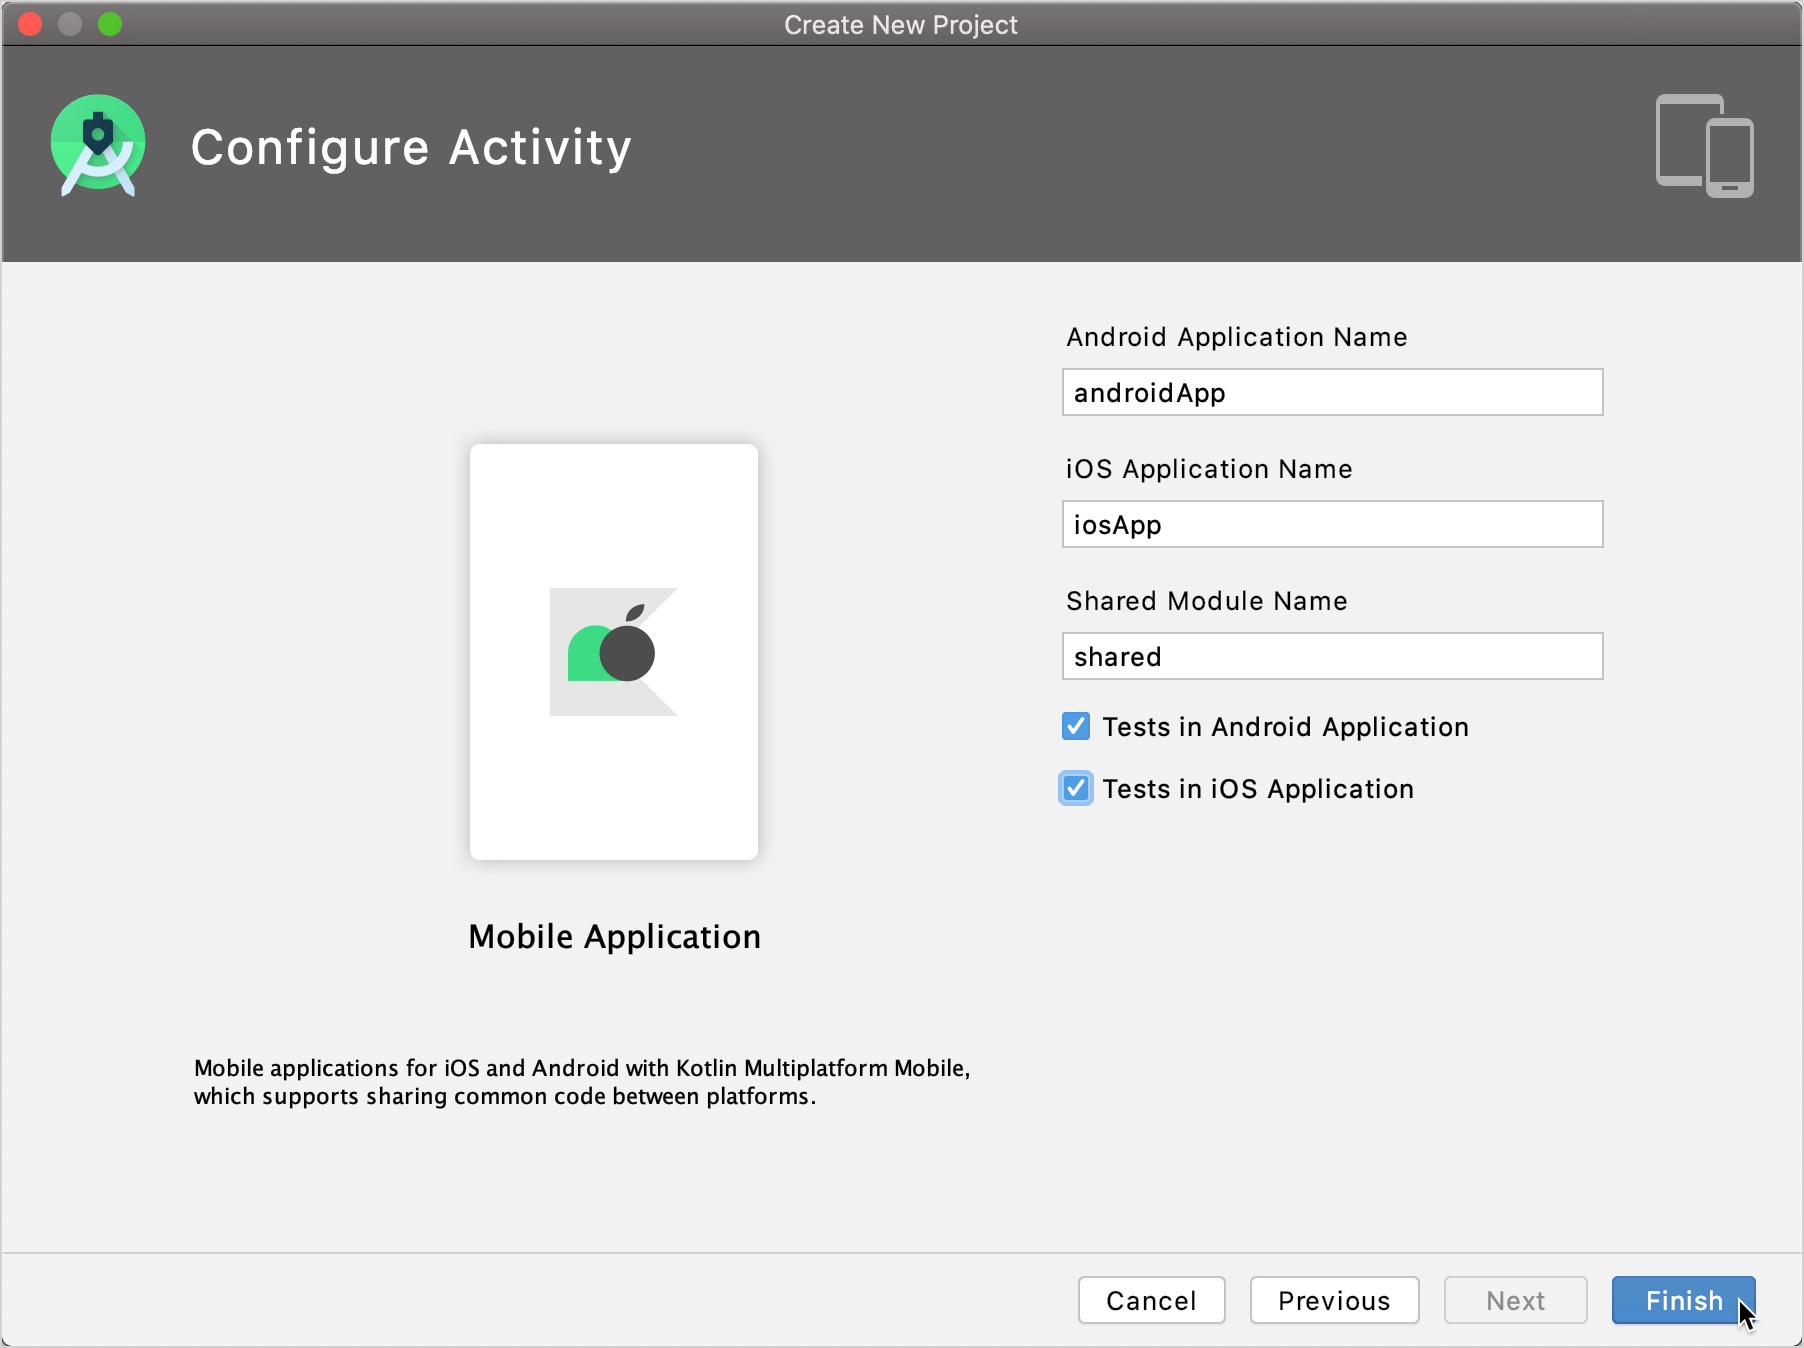 Create New Project
Configure Activity
Android Application Name
androidApp
iOS Application Name
iosApp
Shared Module Name
shared
Tests in Android Application
Tests in iOS Application
Mobile Application
Mobile applications for iOS and Android with Kotlin Multiplatform Mobile,
which supports sharing common code between platforms.
Cancel
Previous
Next
Finish